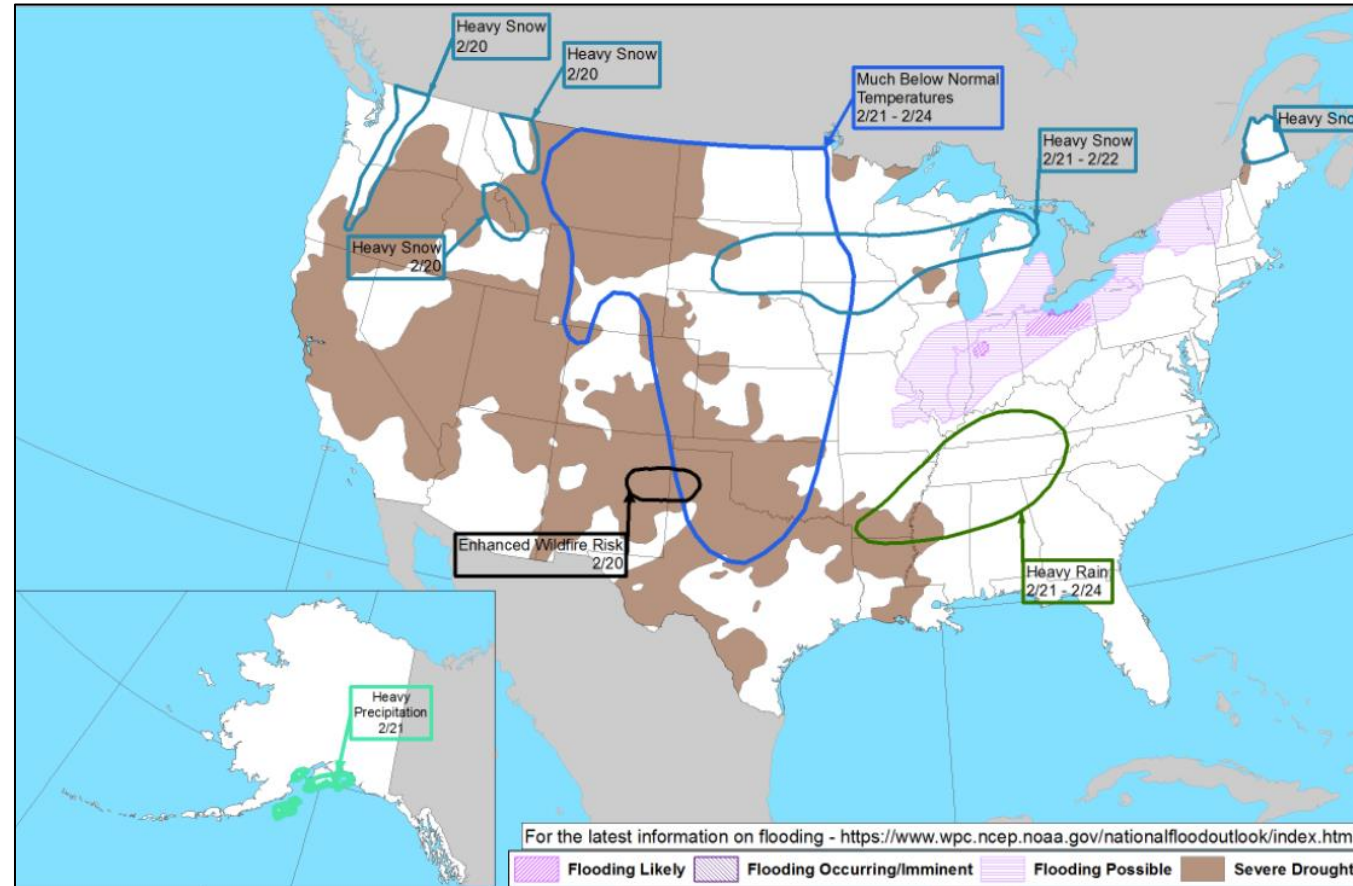 Heavy Snow
2/20
Heavy Snow
2/20
Much Below Normal
Temperatures
2/21 - 2/24
Heavy Snow
2/21 - 2/22
Heavy Sno
Heavy Snow
2/20
Enhanced Wildfire Risk
2/20
Heavy Rain
2/21 - 2/24
Heavy
Precipitation
2/21
For the latest information on flooding - https://www.wpc.ncep.noaa.gov/nationalfloodoutlook/index.htm
Flooding Likely Flooding Occurring/Imminent Flooding Possible Severe Drought